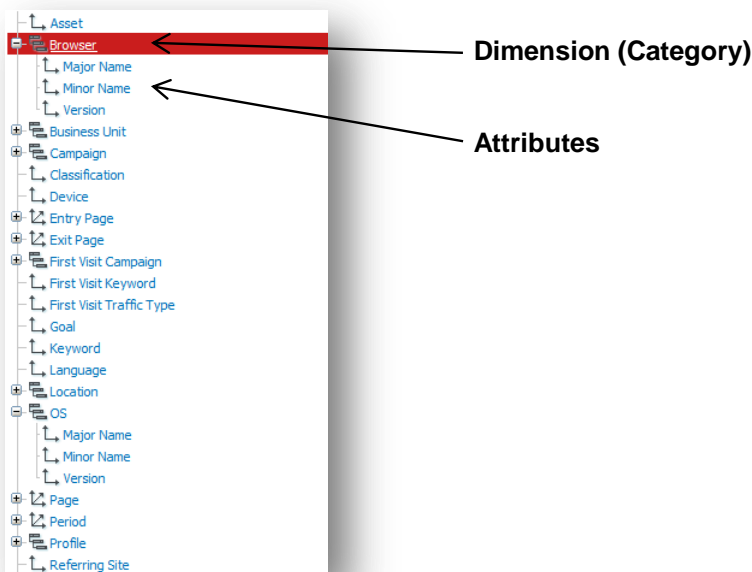 Asset
Browser
Dimension (Category)
Major Name
Minor Name
Version
Attributes
Business Unit
Campaign
Classification
Device
Entry Page
Exit Page
First Visit Campaign
First Visit Keyword
First Visit Traffic Type
Goal
Keyword
Language
Location
OS
Major Name
Minor Name
Version
Page
Period
Profile
Referring Site